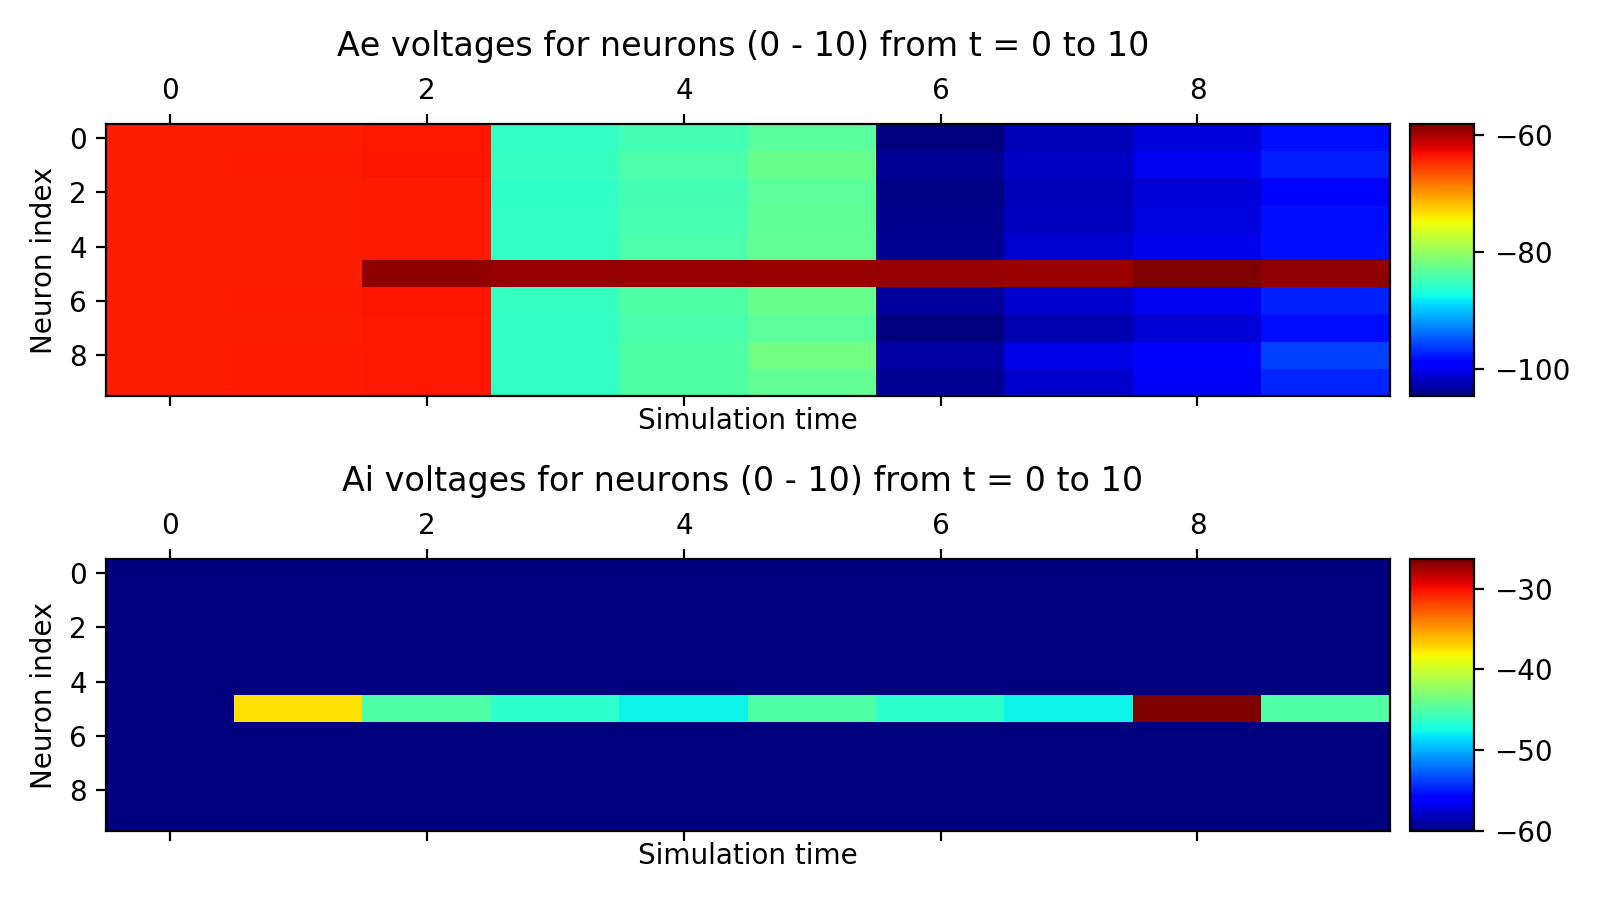 Ae voltages for neurons (0 - 10) from t = 0 to 10
0 2 4 6 8
Neuron index
0
2
4
6
8
−60
−80
−100
Simulation time
Ai voltages for neurons (0 - 10) from t = 0 to 10
0 2 4 6 8
Neuron index
0
2
4
6
8
−30
−40
−50
−60
Simulation time